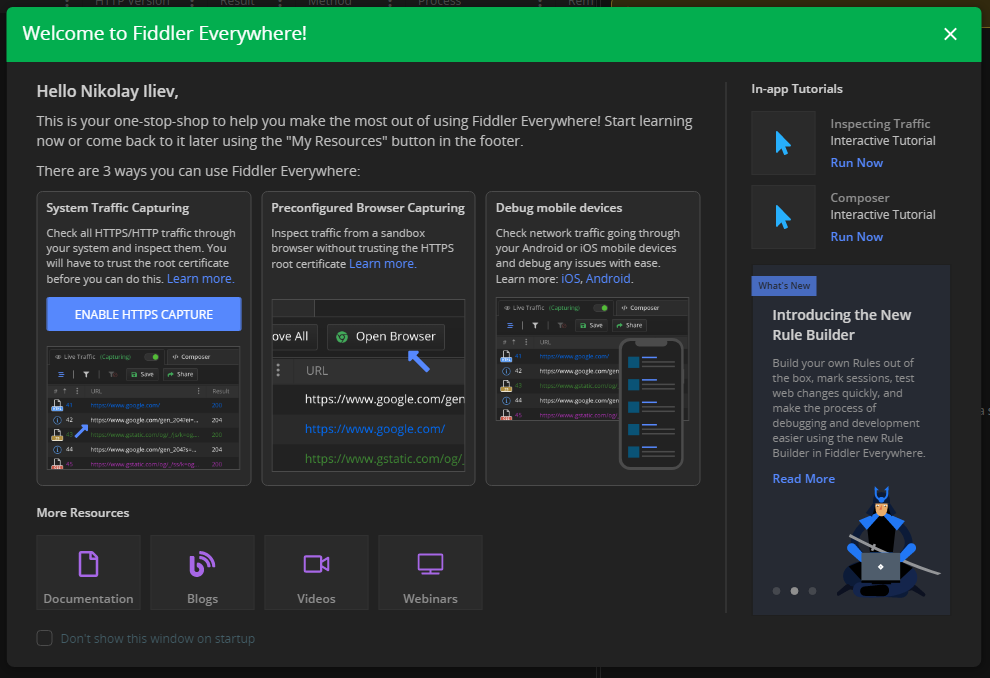 HTTP Version
Result
Method
Process
Rem
Welcome to Fiddler Everywhere!
Hello Nikolay Iliev,
This is your one-stop-shop to help you make the most out of using Fiddler Everywhere! Start learning
now or come back to it later using the "My Resources" button in the footer.
There are 3 ways you can use Fiddler Everywhere:
System Traffic Capturing
Check all HTTPS/HTTP traffic through
your system and inspect them. You
will have to trust the root certificate
before you can do this. Learn more.
ENABLE HTTPS CAPTURE
Live Traffic (Capturing)
Composer
Save
Share
# URL Result
41 https://www.google.com/ 200
42 https://www.google.com/gen_204?ei=... 204
43 https://www.gstatic.com/og/_/js/k=og... 200
44 https://www.google.com/gen_204?s=... 204
45 https://www.gstatic.com/og/_/ss/k=og... 200
Preconfigured Browser Capturing
Inspect traffic from a sandbox
browser without trusting the HTTPS
root certificate Learn more.
ove All
Open Browser
URL
https://www.google.com/gen
https://www.google.com/
https://www.gstatic.com/og/_
Debug mobile devices
Check network traffic going through
your Android or iOS mobile devices
and debug any issues with ease.
Learn more: iOS, Android.
Live Traffic (Capturing)
Composer
Save
Share
# URL
41 https://www.google.com/
42 https://www.google.com/gen
43 https://www.gstatic.com/og/
44 https://www.google.com/gen
45 https://www.gstatic.com/og/
More Resources
Documentation
Blogs
Videos
Webinars
Don't show this window on startup
In-app Tutorials
Inspecting Traffic
Interactive Tutorial
Run Now
Composer
Interactive Tutorial
Run Now
What's New
Introducing the New
Rule Builder
Build your own Rules out of
the box, mark sessions, test
web changes quickly, and
make the process of
debugging and development
easier using the new Rule
Builder in Fiddler Everywhere.
Read More